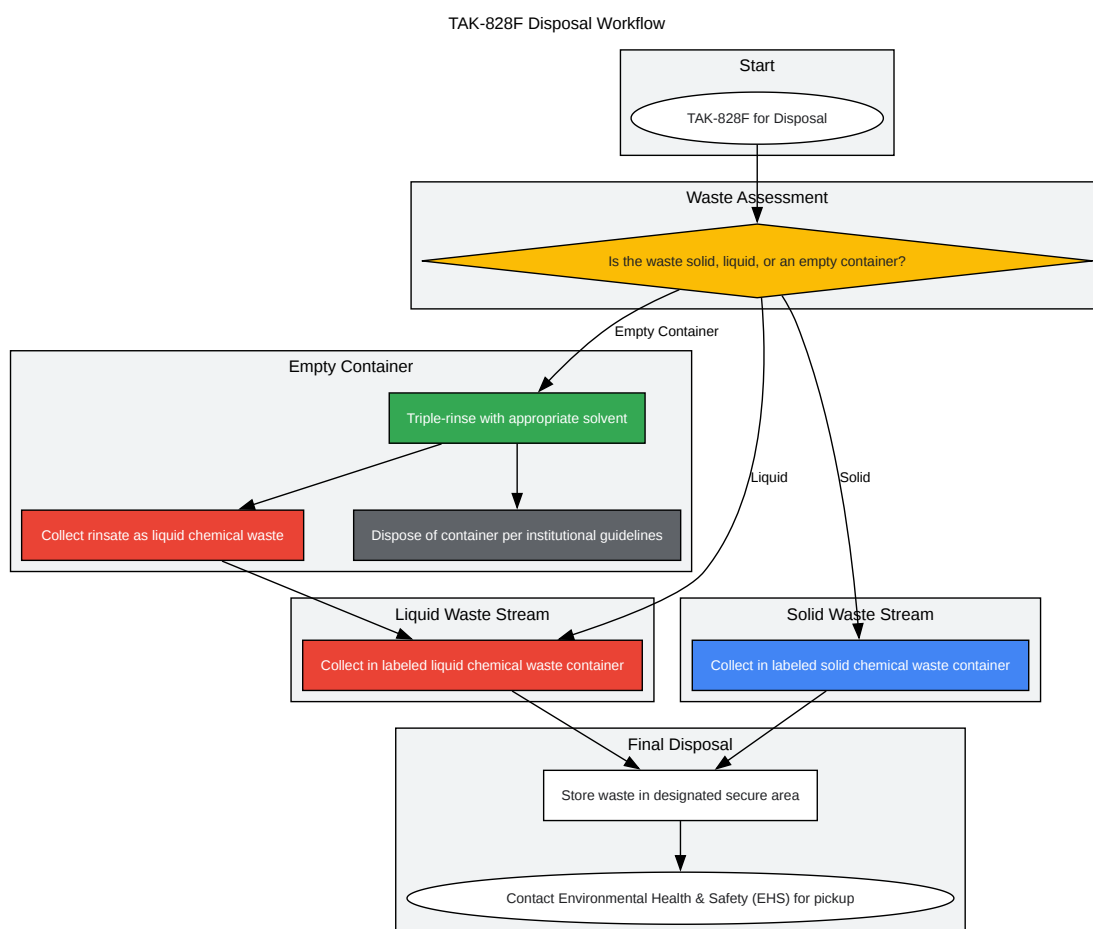 TAK-828F Disposal Workflow
Start
TAK-828F for Disposal
Waste Assessment
Is the waste solid, liquid, or an empty container?
Empty Container
Empty Container
Triple-rinse with appropriate solvent
Liquid
Solid
Collect rinsate as liquid chemical waste
Dispose of container per institutional guidelines
Liquid Waste Stream
Solid Waste Stream
Collect in labeled liquid chemical waste container
Collect in labeled solid chemical waste container
Final Disposal
Store waste in designated secure area
Contact Environmental Health & Safety (EHS) for pickup